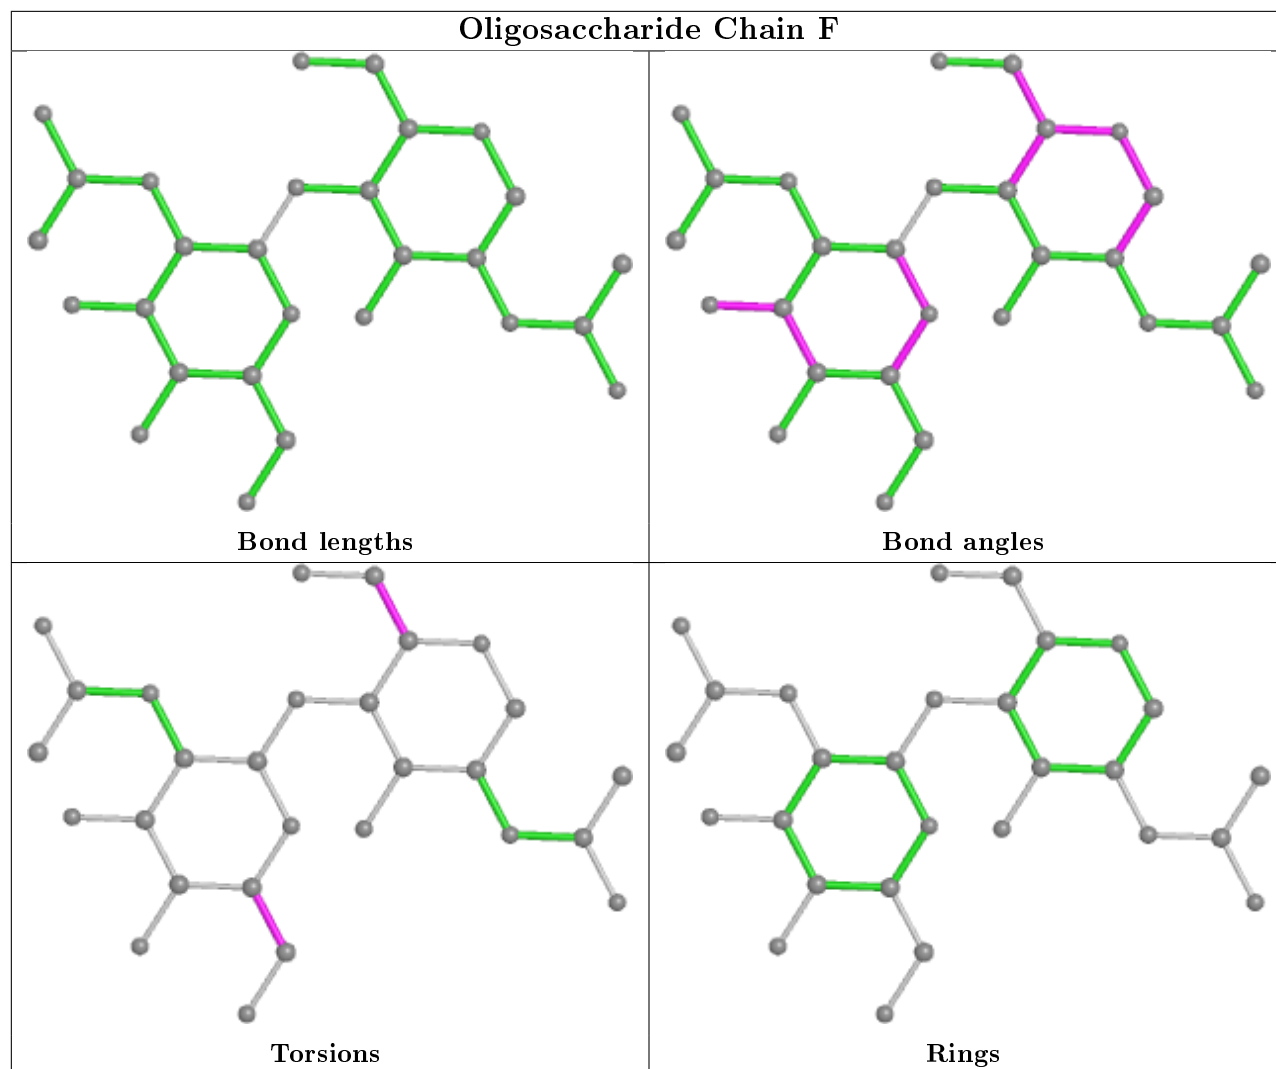 Oligosaccharide Chain F
Bond lengths
Bond angles
Torsions
Rings